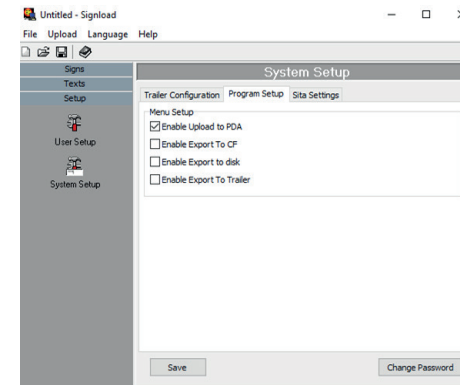 Untitled - Signload
File Upload Language Help
Signs
Texts
Setup
User Setup
System Setup
System Setup
Trailer Configuration Program Setup Sita Settings
Menu Setup
Enable Upload to PDA
Enable Export To CF
Enable Export to disk
Enable Export To Trailer
Save
Change Password